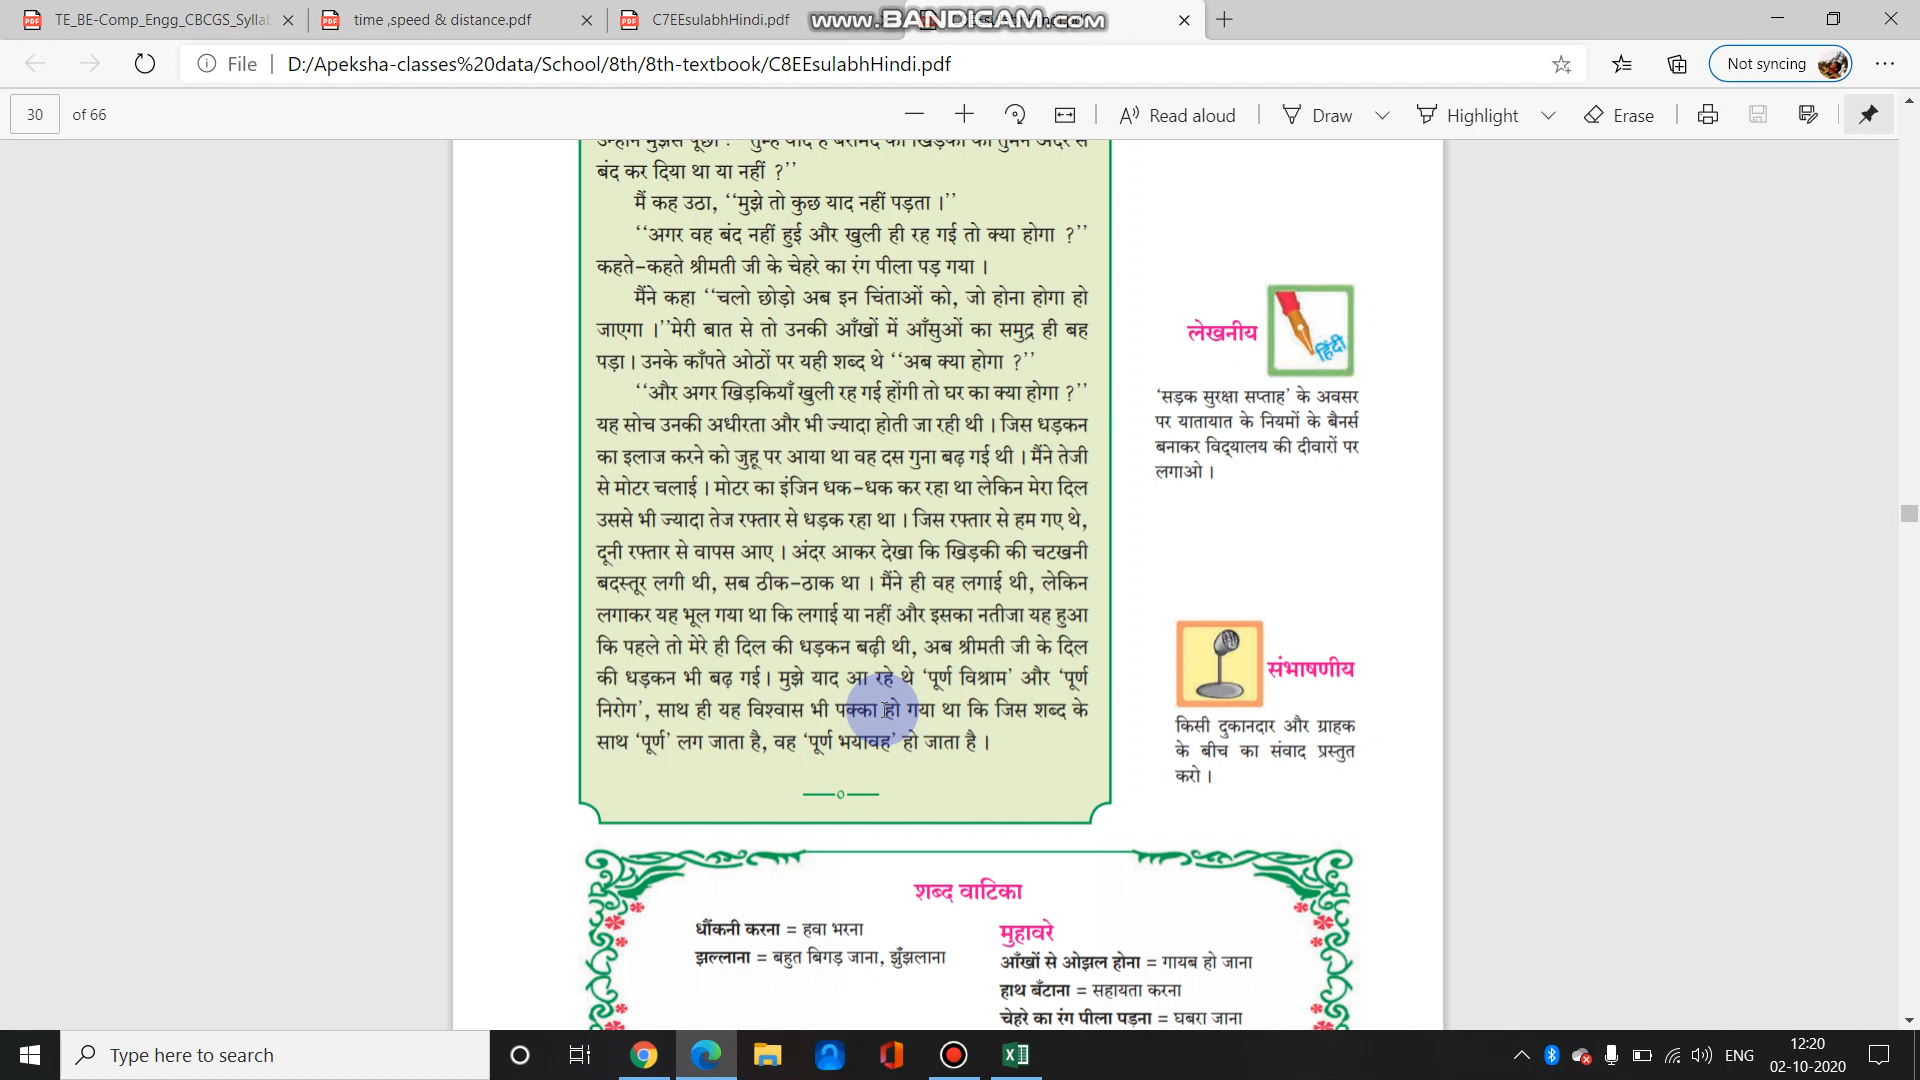 TE_BE-Comp_Engg_CBCGS_Syllab
time ,speed & distance.pdf
C7EEsulabhHindi.pdf
www.BANDICAM.com
File
D:/Apeksha-classes%20data/School/8th/8th-textbook/C8EEsulabhHindi.pdf
Not syncing
30 of 66
Read aloud
Draw
Highlight
Erase
बंद कर दिया था या नहीं ?’’
मैं कह उठा, ‘‘मुझे तो कुछ याद नहीं पड़ता ।’’
‘‘अगर वह बंद नहीं हुई और खुली ही रह गई तो क्या होगा ?’’
कहते-कहते श्रीमती जी के चेहरे का रंग पीला पड़ गया ।
मैंने कहा ‘‘चलो छोड़ो अब इन चिंताओं को, जो होना होगा हो
जाएगा ।’’मेरी बात से तो उनकी आँखों में आँसुओं का समुद्र ही बह
पड़ा । उनके काँपते ओठों पर यही शब्द थे ‘‘अब क्या होगा ?’’
‘‘और अगर खिड़कियाँ खुली रह गई होंगी तो घर का क्या होगा ?’’
यह सोच उनकी अधीरता और भी ज्यादा होती जा रही थी । जिस धड़कन
का इलाज करने को जुहू पर आया था वह दस गुना बढ़ गई थी । मैंने तेजी
से मोटर चलाई । मोटर का इंजिन धक-धक कर रहा था लेकिन मेरा दिल
उससे भी ज्यादा तेज रफ्तार से धड़क रहा था । जिस रफ्तार से हम गए थे,
दूनी रफ्तार से वापस आए । अंदर आकर देखा कि खिड़की की चटखनी
बदस्तूर लगी थी, सब ठीक-ठाक था । मैंने ही वह लगाई थी, लेकिन
लगाकर यह भूल गया था कि लगाई या नहीं और इसका नतीजा यह हुआ
कि पहले तो मेरे ही दिल की धड़कन बढ़ी थी, अब श्रीमती जी के दिल
की धड़कन भी बढ़ गई । मुझे याद आ रहे थे ‘पूर्ण विश्राम’ और ‘पूर्ण
निरोग’, साथ ही यह विश्वास भी पक्का हो गया था कि जिस शब्द के
साथ ‘पूर्ण’ लग जाता है, वह ‘पूर्ण भयावह’ हो जाता है ।
लेखनीय
हिंदी
‘सड़क सुरक्षा सप्ताह’ के अवसर
पर यातायात के नियमों के बैनर्स
बनाकर विद्यालय की दीवारों पर
लगाओ ।
संभाषणीय
किसी दुकानदार और ग्राहक
के बीच का संवाद प्रस्तुत
करो ।
शब्द वाटिका
धौंकनी करना = हवा भरना
झल्लाना = बहुत बिगड़ जाना, झुँझलाना
मुहावरे
आँखों से ओझल होना = गायब हो जाना
हाथ बँटाना = सहायता करना
चेहरे का रंग पीला पड़ना = घबरा जाना
Type here to search
ENG
12:20
02-10-2020